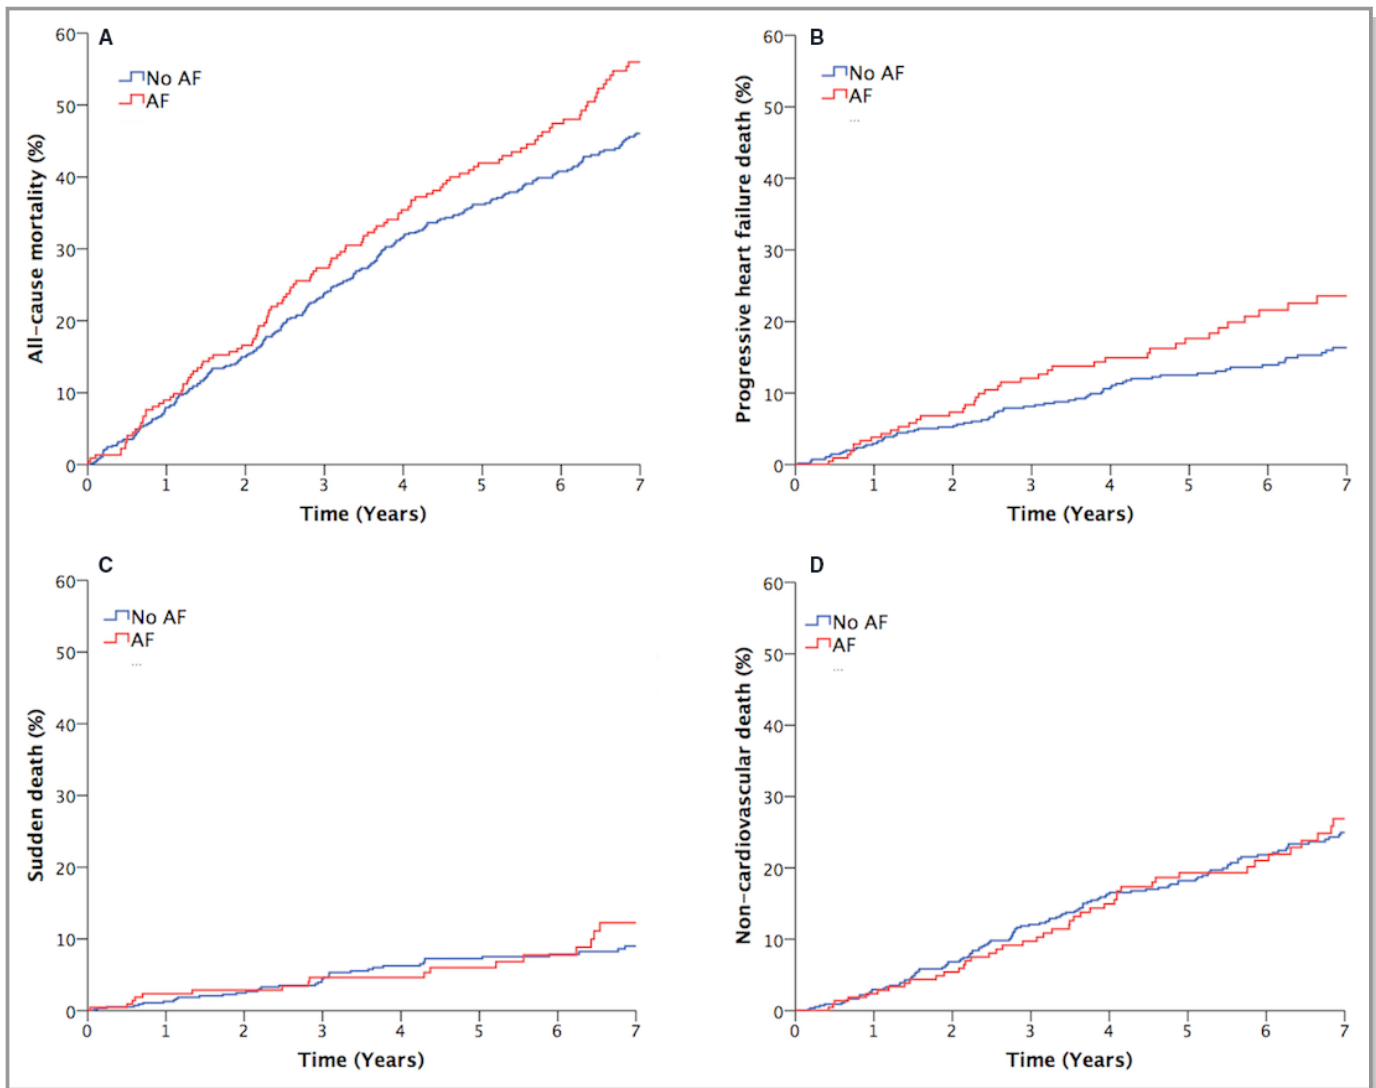 A
No AF
AF
All-cause mortality (%)
60
50
40
30
20
10
0
0 1 2 3 4 5 6 7
Time (Years)
B
No AF
AF
...
Progressive heart failure death (%)
60
50
40
30
20
10
0
0 1 2 3 4 5 6 7
Time (Years)
C
No AF
AF
...
Sudden death (%)
60
50
40
30
20
10
0
0 1 2 3 4 5 6 7
Time (Years)
D
No AF
AF
...
Non-cardiovascular death (%)
60
50
40
30
20
10
0
0 1 2 3 4 5 6 7
Time (Years)